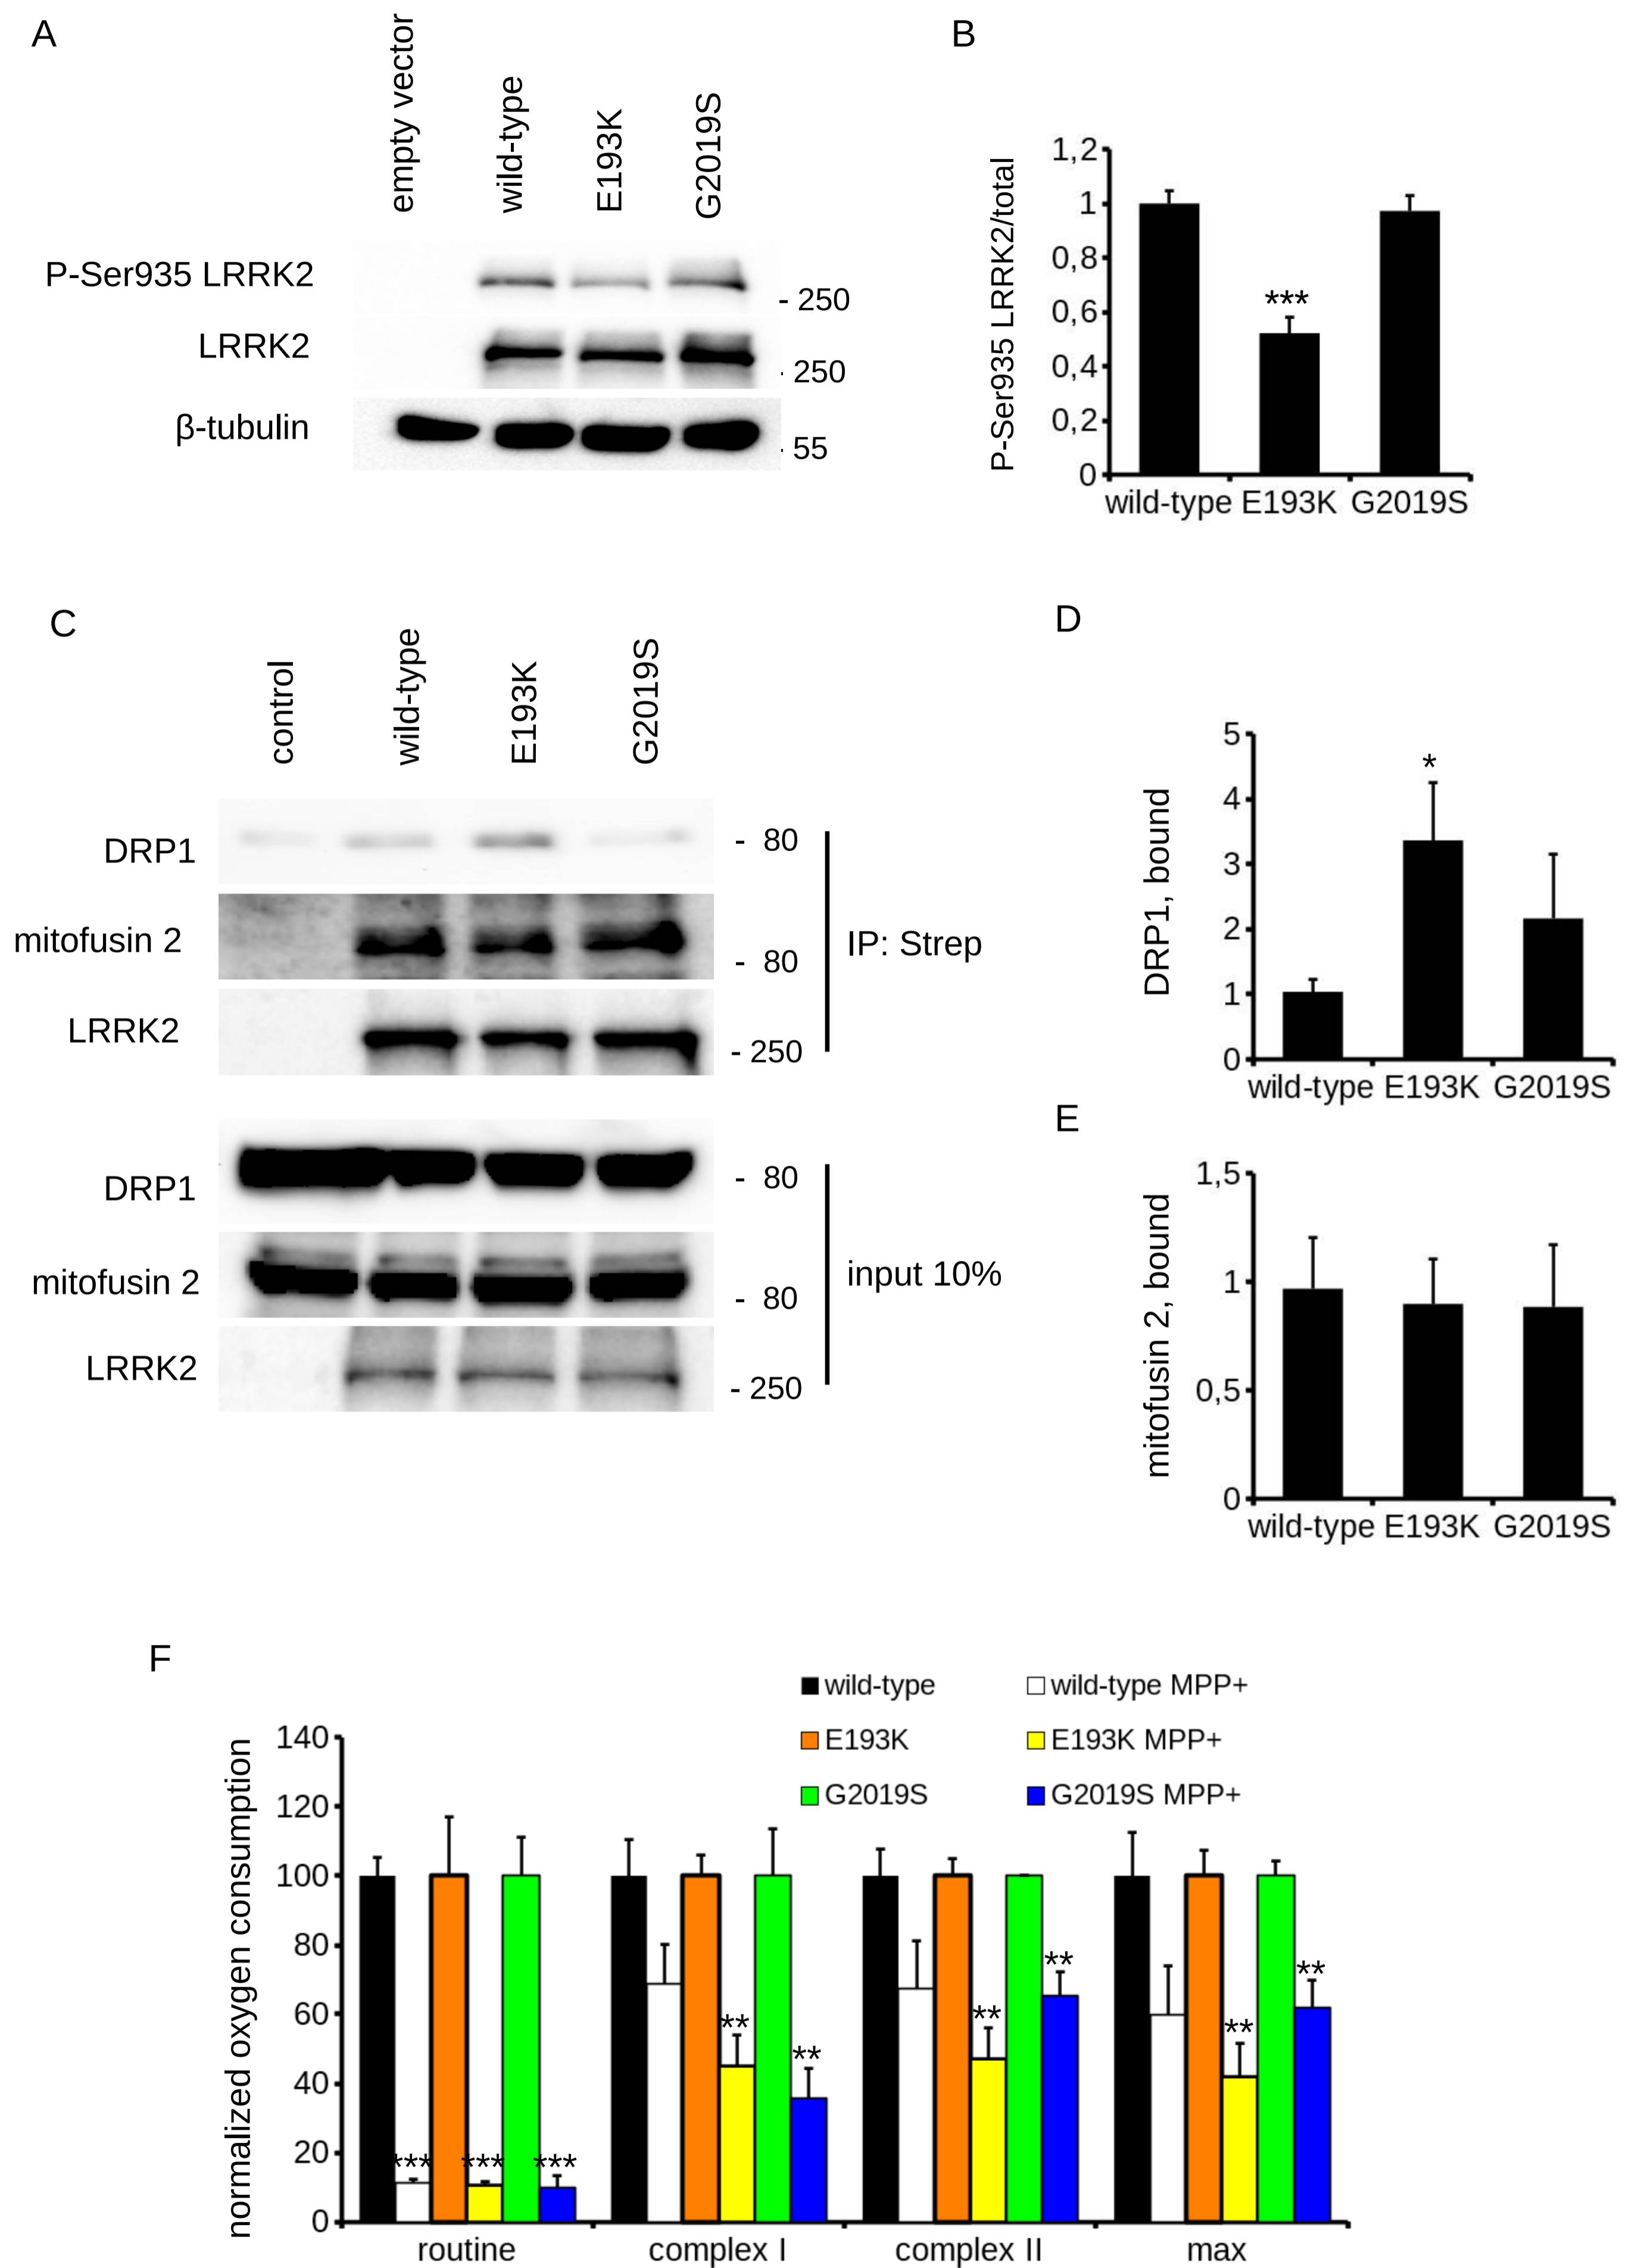 A
empty vector
wild-type
E193K
G2019S
P-Ser935 LRRK2
- 250
LRRK2
- 250
β-tubulin
- 55
B
P-Ser935 LRRK2/total
1,2
1
0,8
0,6
0,4
0,2
0
***
wild-type E193K G2019S
C
control
wild-type
E193K
G2019S
DRP1
- 80
mitofusin 2
- 80
LRRK2
- 250
IP: Strep
DRP1
- 80
mitofusin 2
- 80
LRRK2
- 250
input 10%
D
DRP1, bound
5
4
3
2
1
0
*
wild-type E193K G2019S
E
mitofusin 2, bound
1,5
1
0,5
0
wild-type E193K G2019S
F
wild-type wild-type MPP+
E193K E193K MPP+
G2019S G2019S MPP+
normalized oxygen consumption
140
120
100
80
60
40
20
0
*** *** ***
** **
** **
** **
routine complex I complex II max